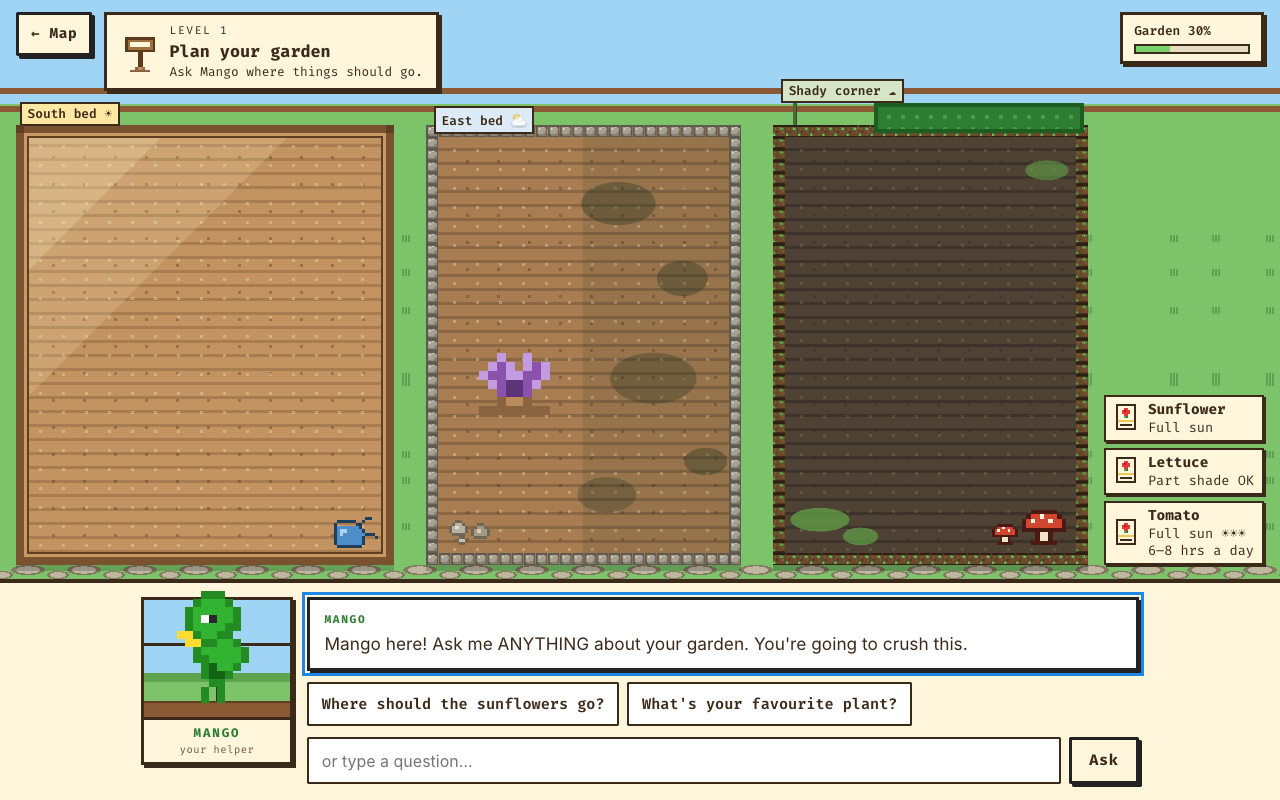 ← Map
LEVEL 1
Plan your garden
Ask Mango where things should go.
Garden 30%
South bed ☀
East bed ⛅
Shady corner ☁
Sunflower
Full sun
Lettuce
Part shade OK
Tomato
Full sun ☀☀☀
6–8 hrs a day
MANGO
your helper
MANGO
Mango here! Ask me ANYTHING about your garden. You're going to crush this.
Where should the sunflowers go?
What's your favourite plant?
or type a question...
Ask